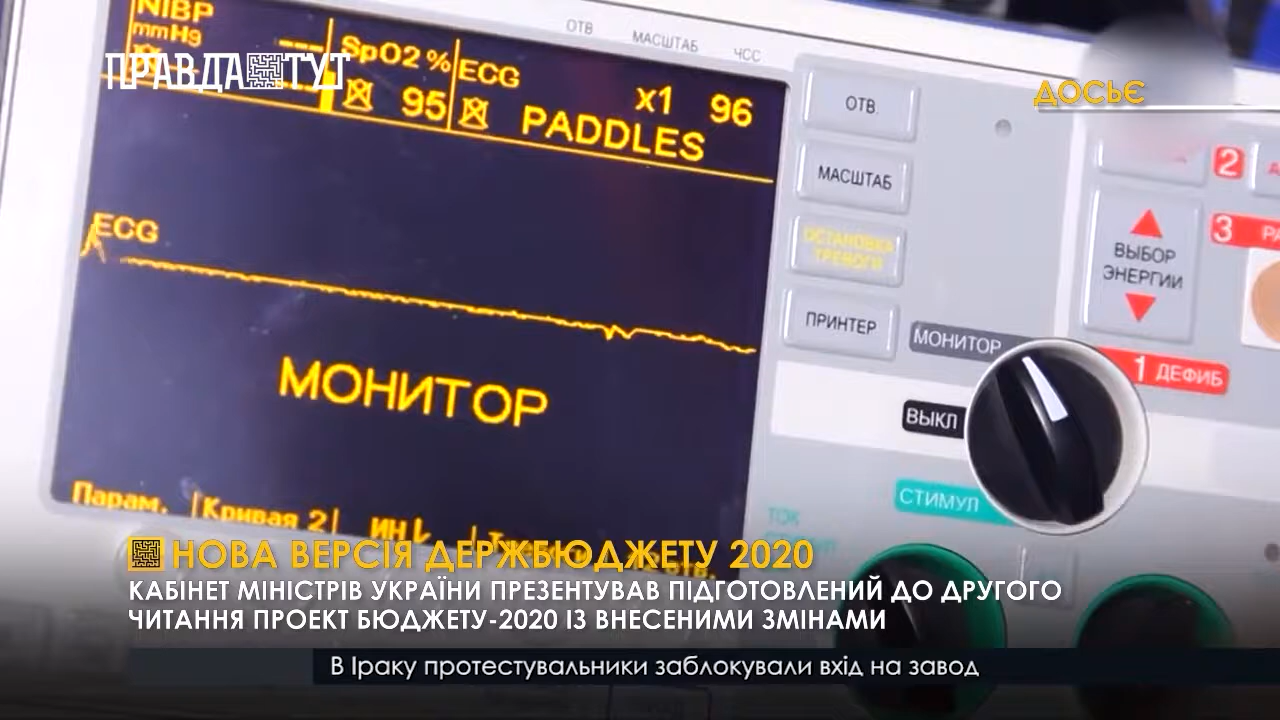 NIBP
mmHg
---
SpO2 %
95
ECG
x1 96
PADDLES
ПРАВДА ТУТ
ОТВ МАСШТАБ ЧСС
ДОСЬЄ
ОТВ
МАСШТАБ
ОСТАНОВКА
ТРЕВОГИ
ПРИНТЕР
2
3
ВЫБОР
ЭНЕРГИИ
МОНИТОР
1 ДЕФИБ
ВЫКЛ
СТИМУЛ
ТОК
ECG
МОНИТОР
Парам. |Кривая 2|
НОВА ВЕРСІЯ ДЕРЖБЮДЖЕТУ 2020
КАБІНЕТ МІНІСТРІВ УКРАЇНИ ПРЕЗЕНТУВАВ ПІДГОТОВЛЕНИЙ ДО ДРУГОГО
ЧИТАННЯ ПРОЕКТ БЮДЖЕТУ-2020 ІЗ ВНЕСЕНИМИ ЗМІНАМИ
В Іраку протестувальники заблокували вхід на завод